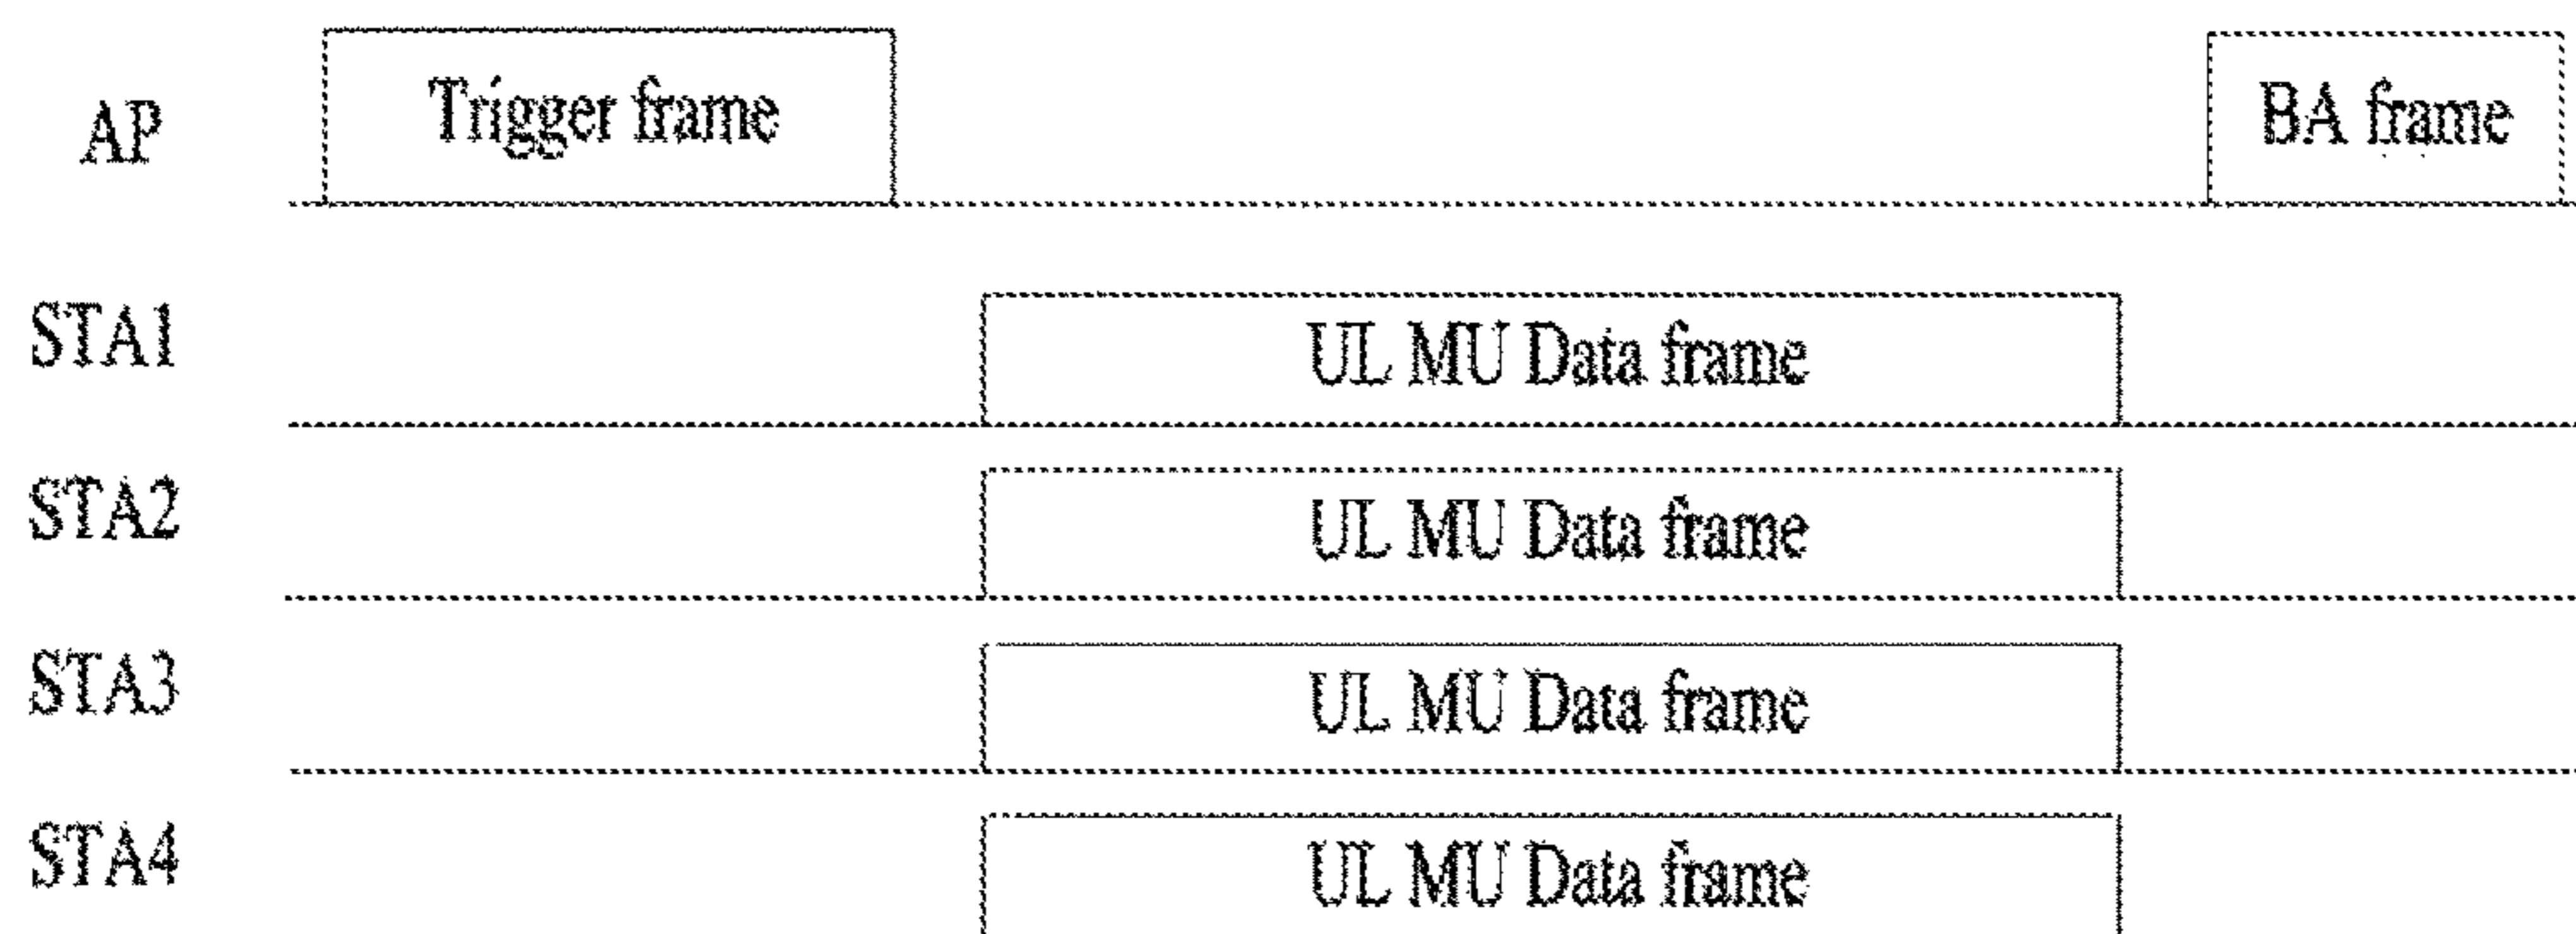 AP Trigger frame BA frame
STA1 UL MU Data frame
STA2 UL MU Data frame
STA3 UL MU Data frame
STA4 UL MU Data frame